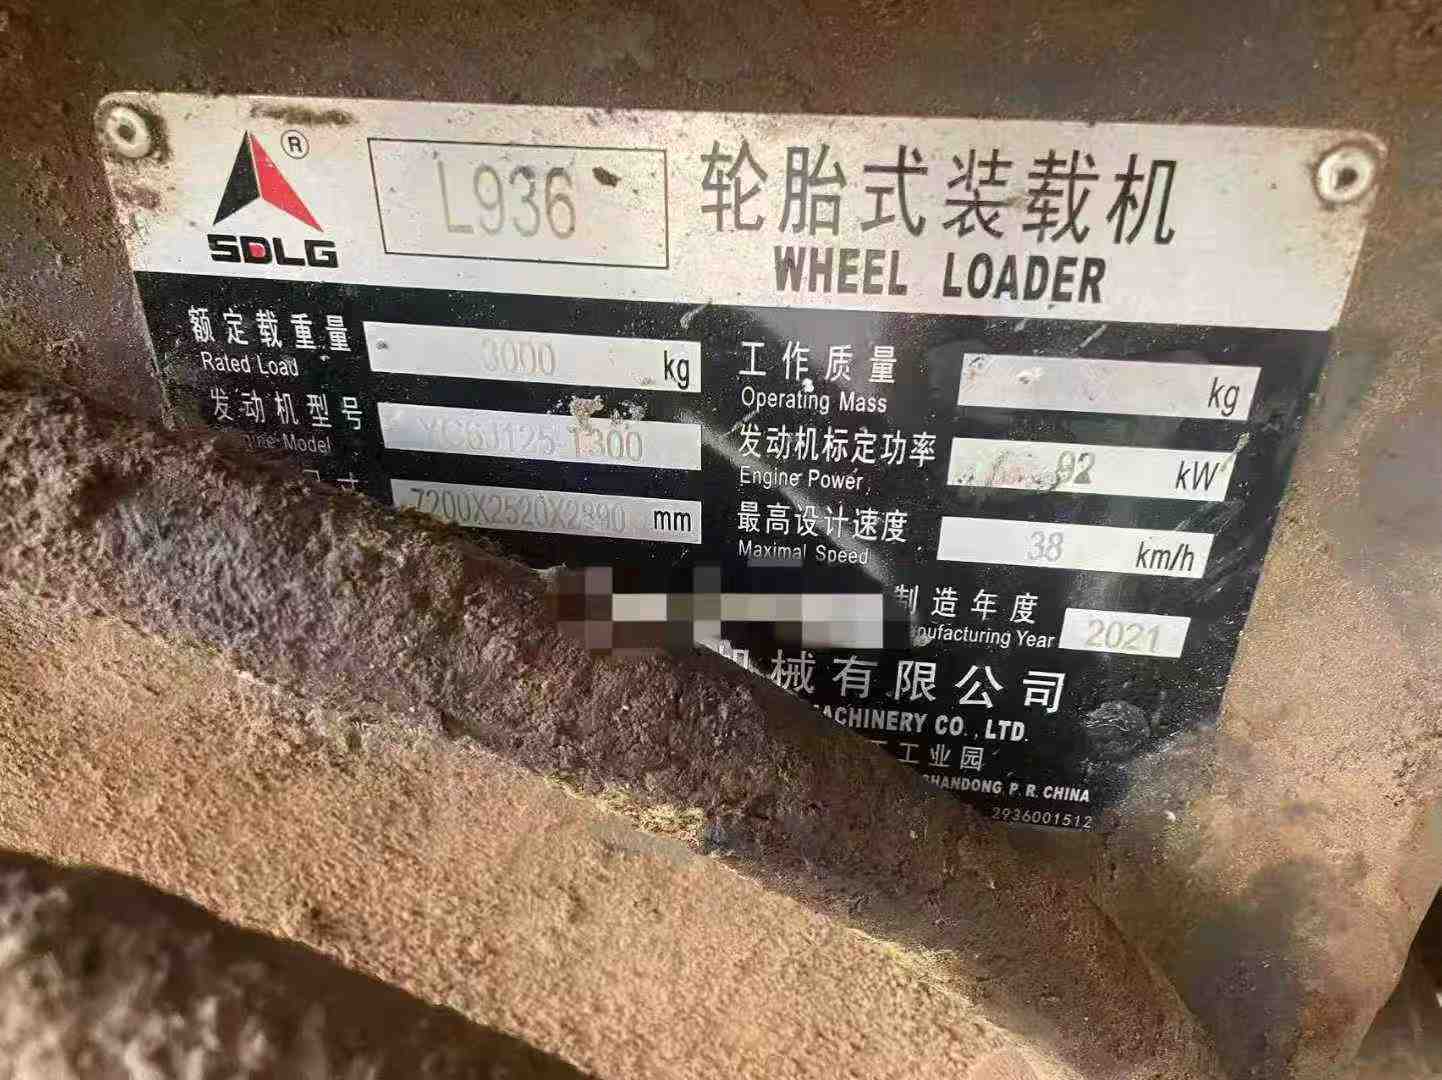 ®
SDLG
L936
轮胎式装载机
WHEEL LOADER
额定载重量 3000 kg
Rated Load
工作质量 kg
Operating Mass
发动机型号 YC6J125-T300
Model
发动机标定功率 92 kW
Engine Power
7200X2520X2890 mm
最高设计速度 38 km/h
Maximal Speed
制造年度 2021
Year
械有限公司
MACHINERY CO.,LTD.
工业园
SHANDONG P.R.CHINA
2936001512